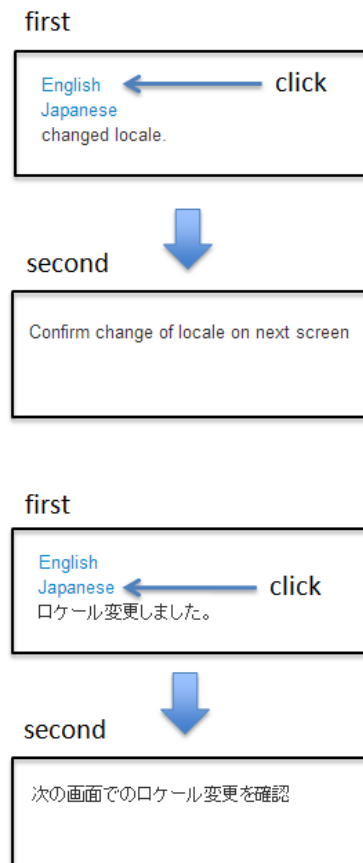 first
English
click
Japanese
changed locale.
second
Confirm change of locale on next screen
first
English
Japanese
click
ロケール変更しました。
second
次の画面でのロケール変更を確認